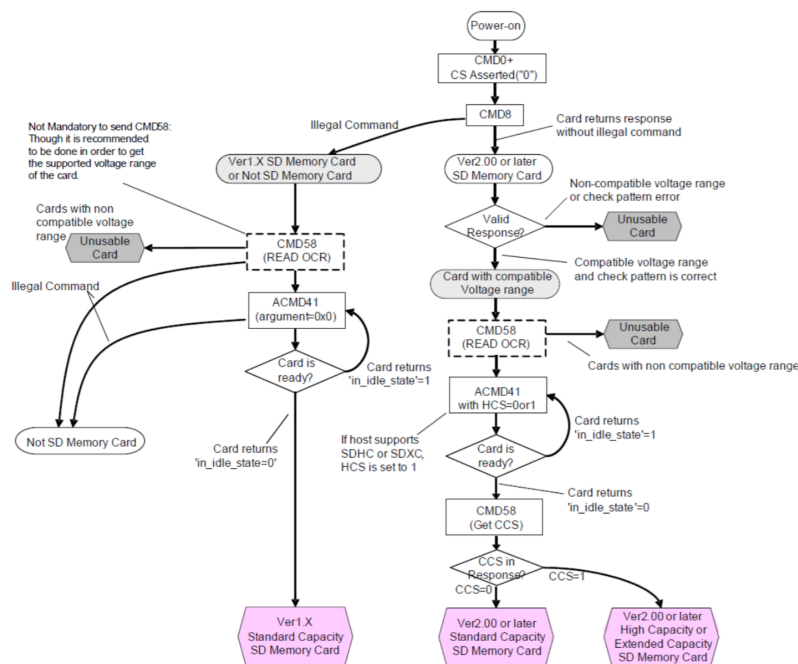 Power-on
CMD0+
CS Asserted("0")
CMD8
Illegal Command
Card returns response
without illegal command
Not Mandatory to send CMD58:
Though it is recommended
to be done in order to get
the supported voltage range
of the card.
Ver1.X SD Memory Card
or Not SD Memory Card
Ver2.00 or later
SD Memory Card
Non-compatible voltage range
or check pattern error
Cards with non
compatible voltage
range
Unusable
Card
CMD58
(READ OCR)
Valid
Response?
Unusable
Card
Compatible voltage range
and check pattern is correct
Card with compatible
Voltage range
Illegal Command
ACMD41
(argument=0x0)
CMD58
(READ OCR)
Unusable
Card
Cards with non compatible voltage range
Card is
ready?
Card returns
'in_idle_state'=1
ACMD41
with HCS=0or1
Card returns
'in_idle_state'=1
If host supports
SDHC or SDXC,
HCS is set to 1
Not SD Memory Card
Card returns
'in_idle_state=0'
Card is
ready?
Card returns
'in_idle_state'=0
CMD58
(Get CCS)
CCS in
Response?
CCS=0
CCS=1
Ver1.X
Standard Capacity
SD Memory Card
Ver2.00 or later
Standard Capacity
SD Memory Card
Ver2.00 or later
High Capacity or
Extended Capacity
SD Memory Card